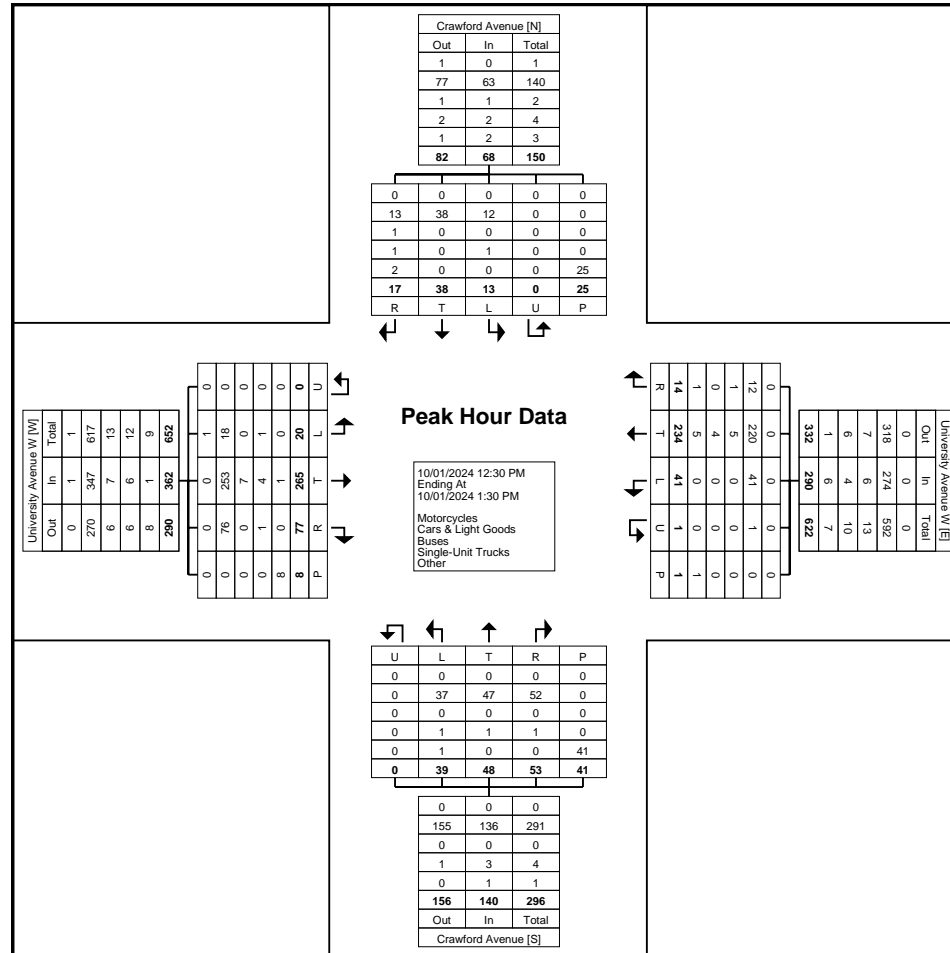 Crawford Avenue [N]
Out In Total
1 0 1
77 63 140
1 1 2
2 2 4
1 2 3
82 68 150
0 0 0 0 0
13 38 12 0 0
1 0 0 0 0
1 0 1 0 0
2 0 0 0 25
17 38 13 0 25
R T L U P
University Avenue W [W]
Out In Total
0 1 1
270 347 617
6 7 13
6 6 12
8 1 9
290 362 652
0 0 0 1 0
0 76 253 18 0
0 0 7 0 0
0 1 4 1 0
8 0 1 0 0
8 77 265 20 0
P R T L U
Peak Hour Data
10/01/2024 12:30 PM
Ending At
10/01/2024 1:30 PM
Motorcycles
Cars & Light Goods
Buses
Single-Unit Trucks
Other
University Avenue W [E]
Out In Total
0 0 0
318 274 592
7 6 13
6 4 10
1 6 7
332 290 622
0 0 0 0 0
12 220 41 1 0
1 5 0 0 0
0 4 0 0 0
1 5 0 0 1
14 234 41 1 1
R T L U P
U L T R P
0 0 0 0 0
0 37 47 52 0
0 0 0 0 0
0 1 1 1 0
0 1 0 0 41
0 39 48 53 41
0 0 0
155 136 291
0 0 0
1 3 4
0 1 1
156 140 296
Out In Total
Crawford Avenue [S]